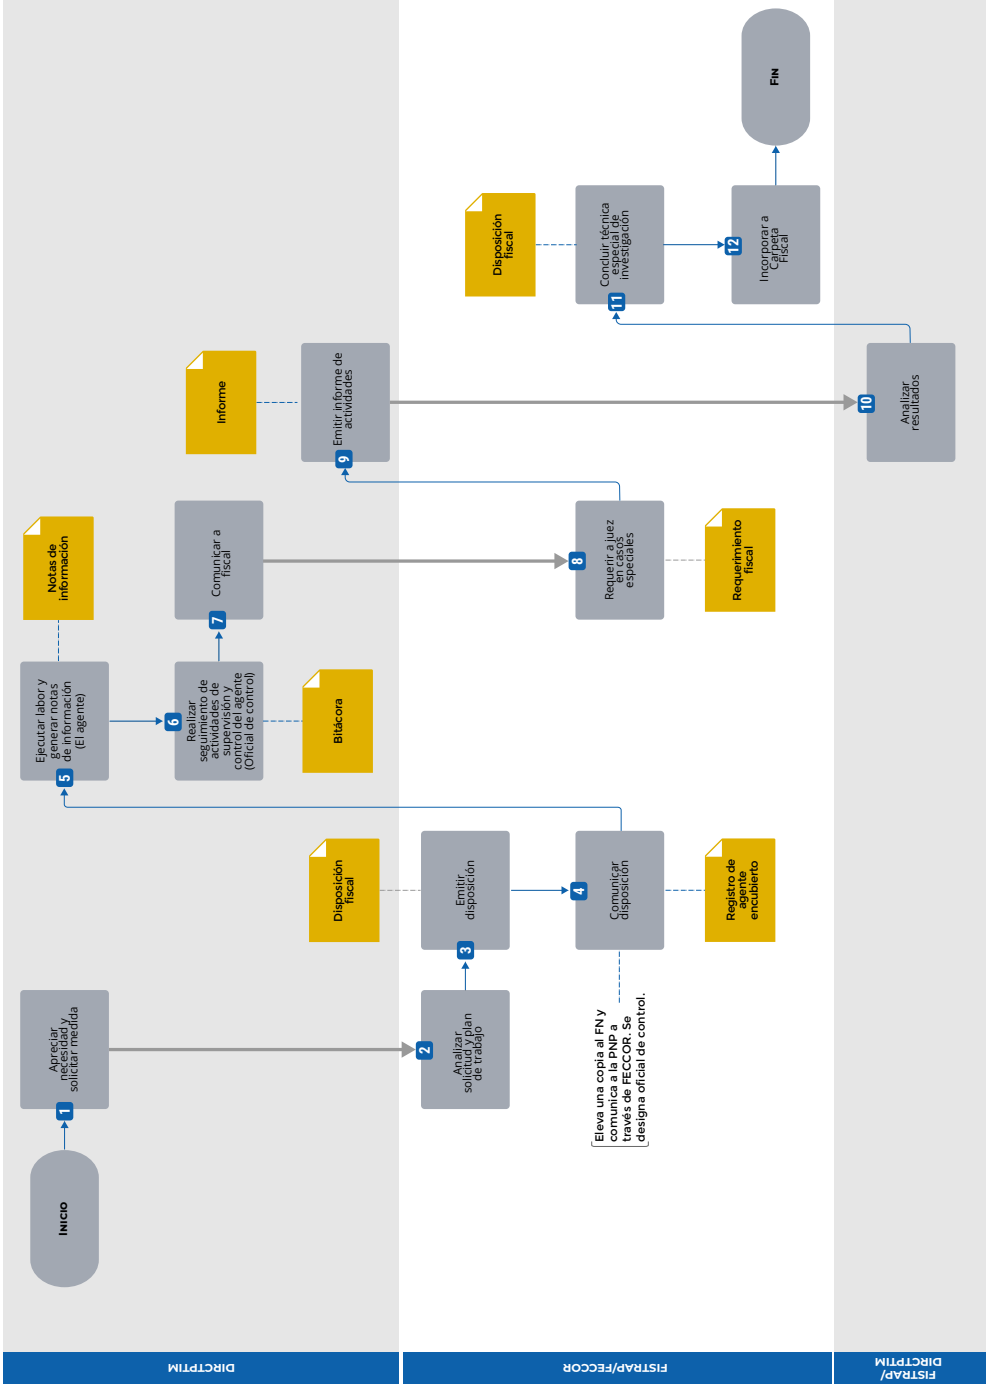 DIRCTPTIM
INICIO
1
Apreciar
necesidad y
solicitar medida
5
Ejecutar labor y
generar notas
de información
(El agente)
Notas de
información
6
Realizar
seguimiento de
actividades de
supervisión y
control del agente
(Oficial de control)
Bitácora
7
Comunicar a
fiscal
9
Emitir informe de
actividades
Informe
FISTRAP/FECCOR
2
Analizar
solicitud y plan
de trabajo
3
Emitir
disposición
Disposición
fiscal
4
Comunicar
disposición
Eleva una copia al FN y
comunica a la PNP a
través de FECCOR. Se
designa oficial de control.
Registro de
agente
encubierto
8
Requerir a juez
en casos
especiales
Requerimiento
fiscal
11
Concluir técnica
especial de
investigación
Disposición
fiscal
12
Incorporar a
Carpeta
Fiscal
FIN
FISTRAP/
DIRCTPTIM
10
Analizar
resultados